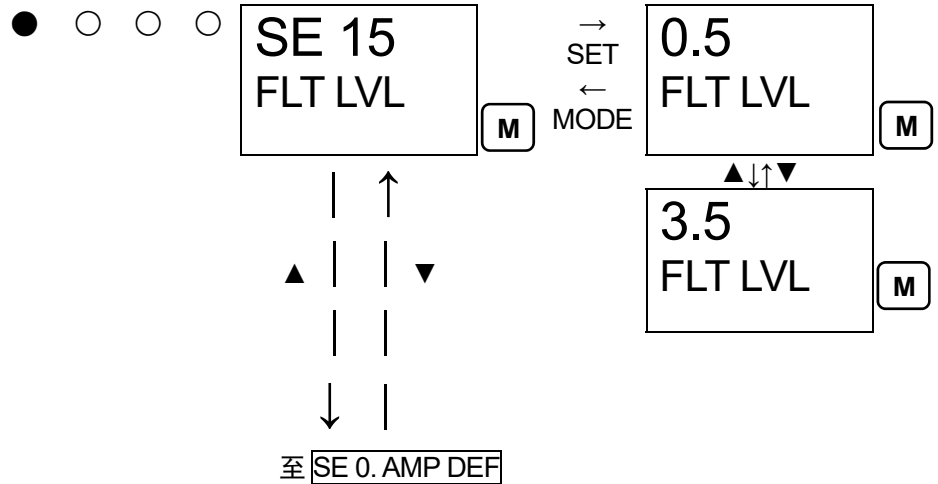 ● ○ ○ ○
SE 15
FLT LVL
M
→
SET
←
MODE
0.5
FLT LVL
M
▲↓↑▼
3.5
FLT LVL
M
▲ ▼
至 SE 0. AMP DEF